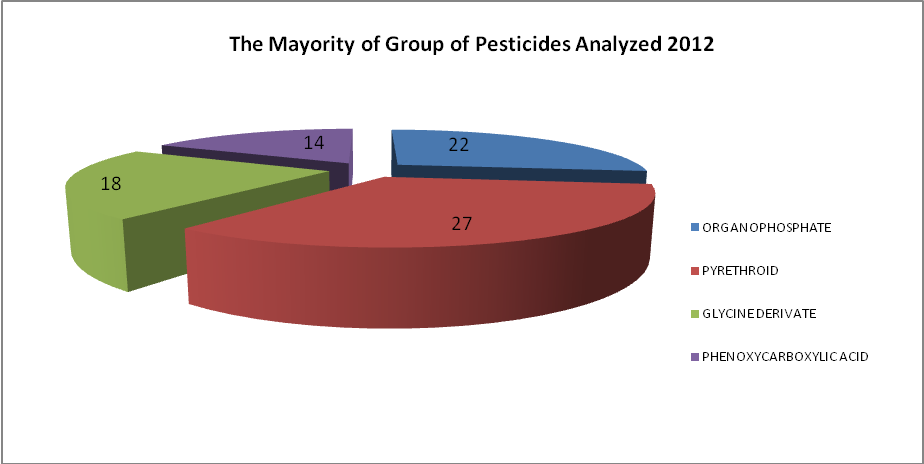 The Mayority of Group of Pesticides Analyzed 2012
14
22
18
27
ORGANOPHOSPHATE
PYRETHROID
GLYCINE DERIVATE
PHENOXYCARBOXYLIC ACID